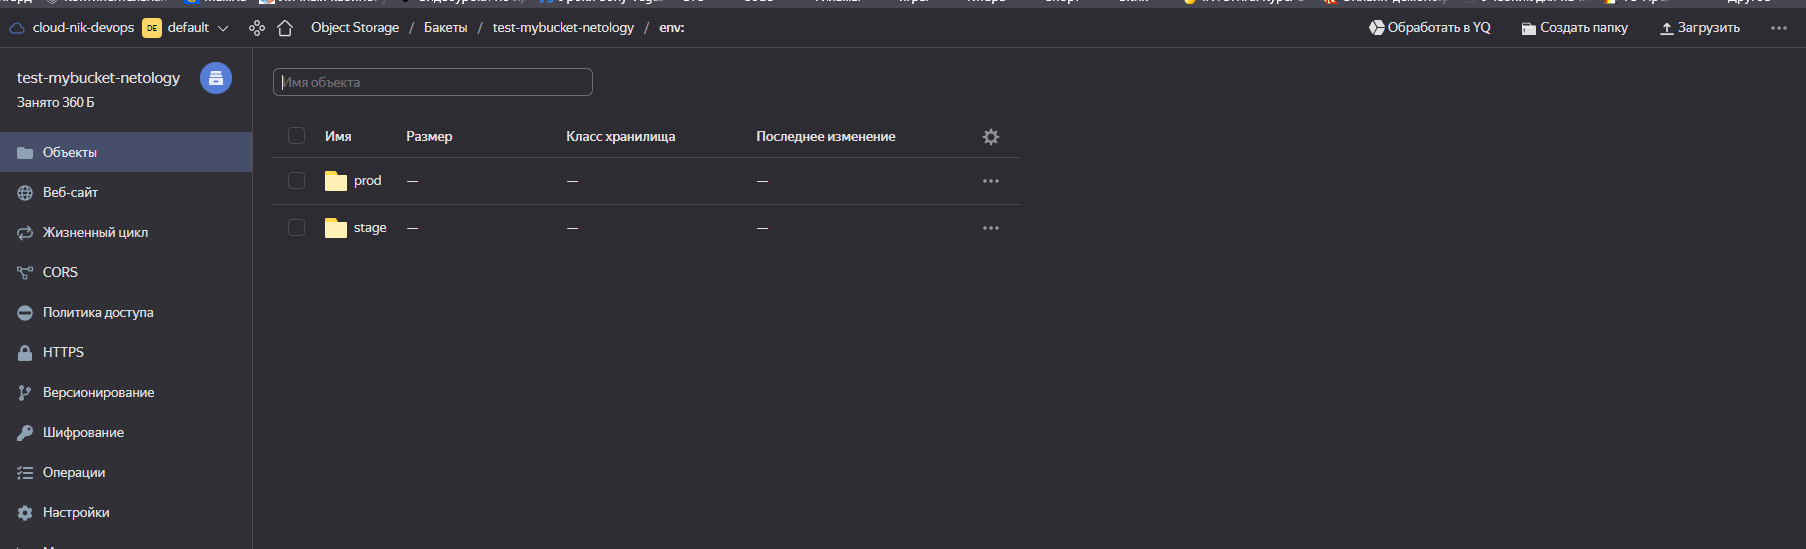 cloud-nik-devops DE default Object Storage / Бакеты / test-mybucket-netology / env: Обработать в YQ Создать папку Загрузить
test-mybucket-netology
Занято 360 Б
Имя объекта
Имя Размер Класс хранилища Последнее изменение
prod — — —
stage — — —
Объекты
Веб-сайт
Жизненный цикл
CORS
Политика доступа
HTTPS
Версионирование
Шифрование
Операции
Настройки